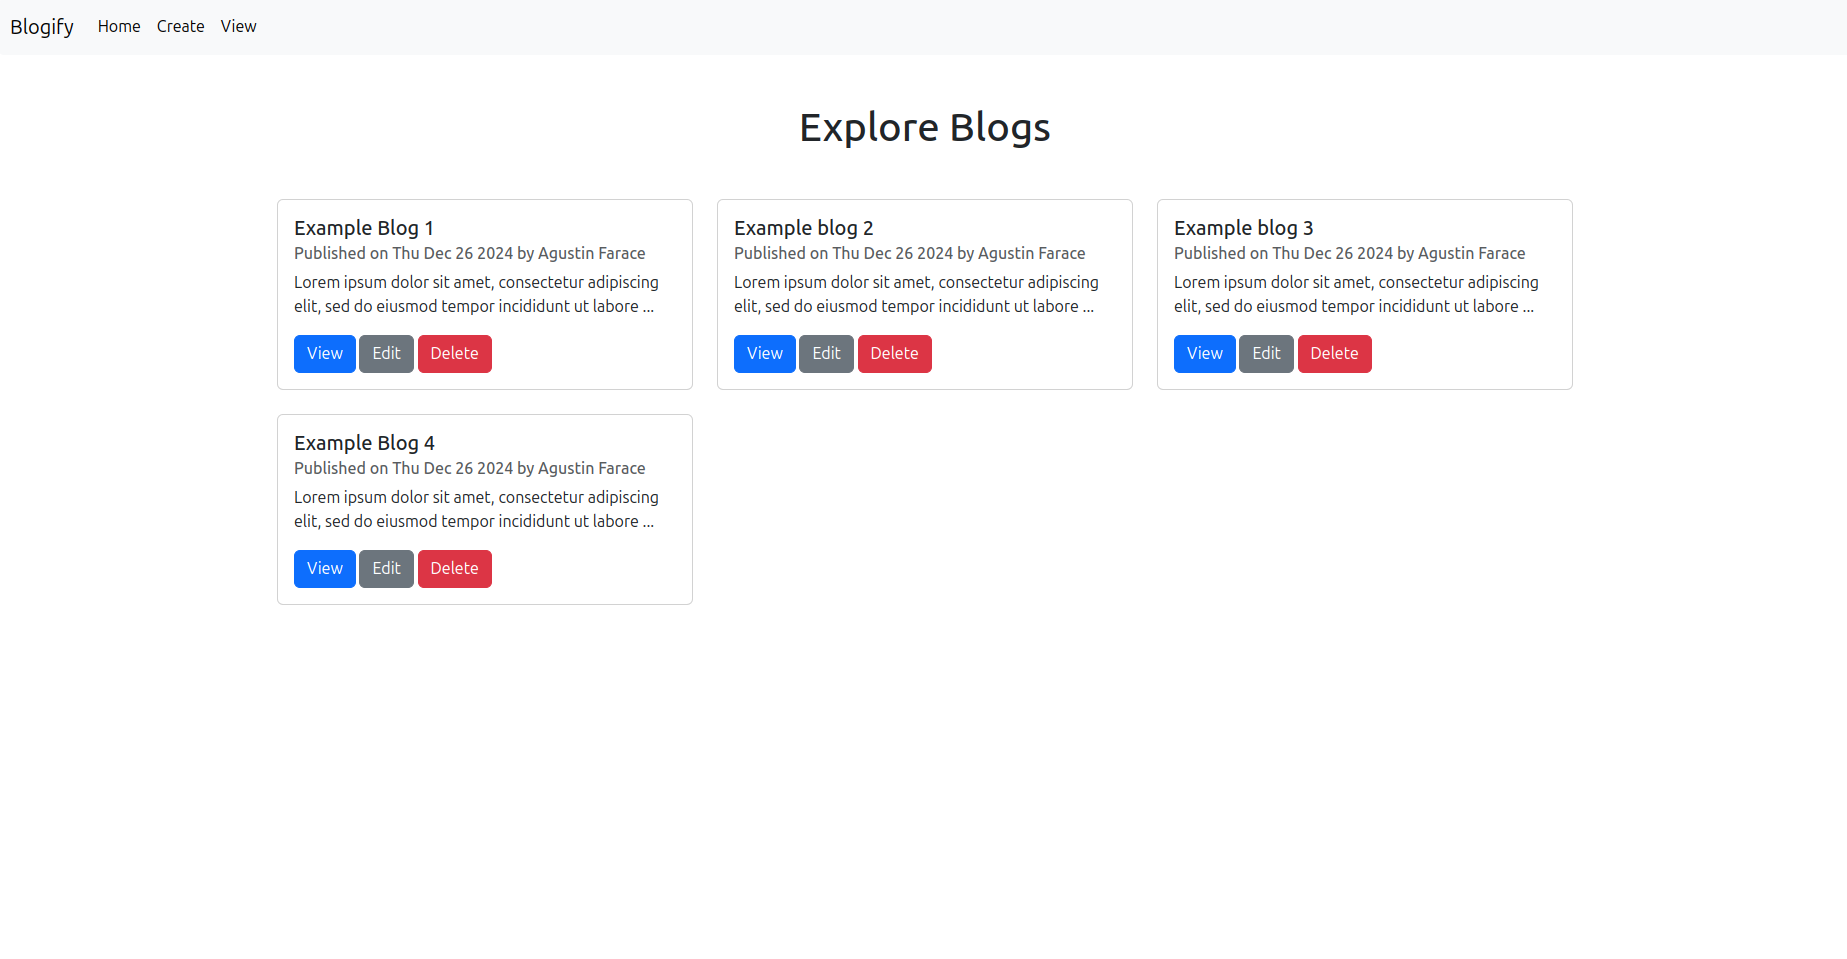 Blogify Home Create View
Explore Blogs
Example Blog 1
Published on Thu Dec 26 2024 by Agustin Farace
Lorem ipsum dolor sit amet, consectetur adipiscing
elit, sed do eiusmod tempor incididunt ut labore ...
View Edit Delete
Example blog 2
Published on Thu Dec 26 2024 by Agustin Farace
Lorem ipsum dolor sit amet, consectetur adipiscing
elit, sed do eiusmod tempor incididunt ut labore ...
View Edit Delete
Example blog 3
Published on Thu Dec 26 2024 by Agustin Farace
Lorem ipsum dolor sit amet, consectetur adipiscing
elit, sed do eiusmod tempor incididunt ut labore ...
View Edit Delete
Example Blog 4
Published on Thu Dec 26 2024 by Agustin Farace
Lorem ipsum dolor sit amet, consectetur adipiscing
elit, sed do eiusmod tempor incididunt ut labore ...
View Edit Delete